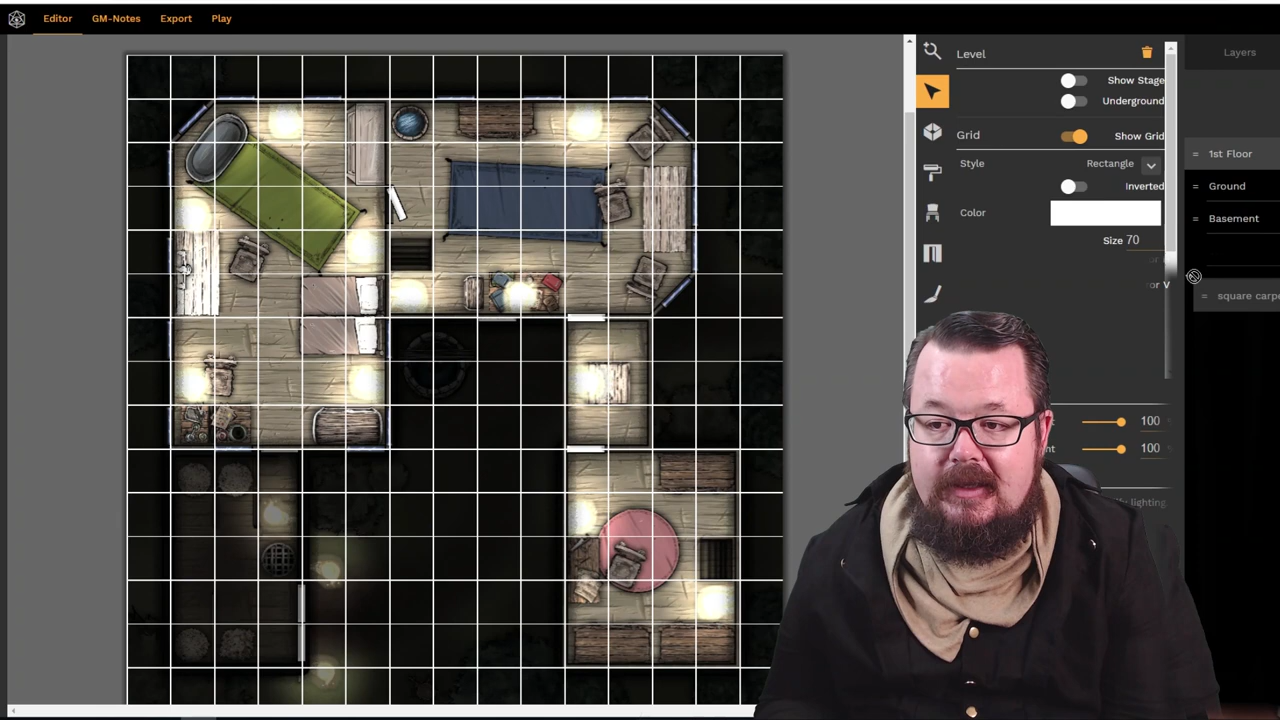 Editor GM-Notes Export Play
Level
Layers
Show Stage
Underground
Grid Show Grid
1st Floor
Style Rectangle
Inverted
Ground
Color
Basement
Size 70
square carpe
100
100
lighting.